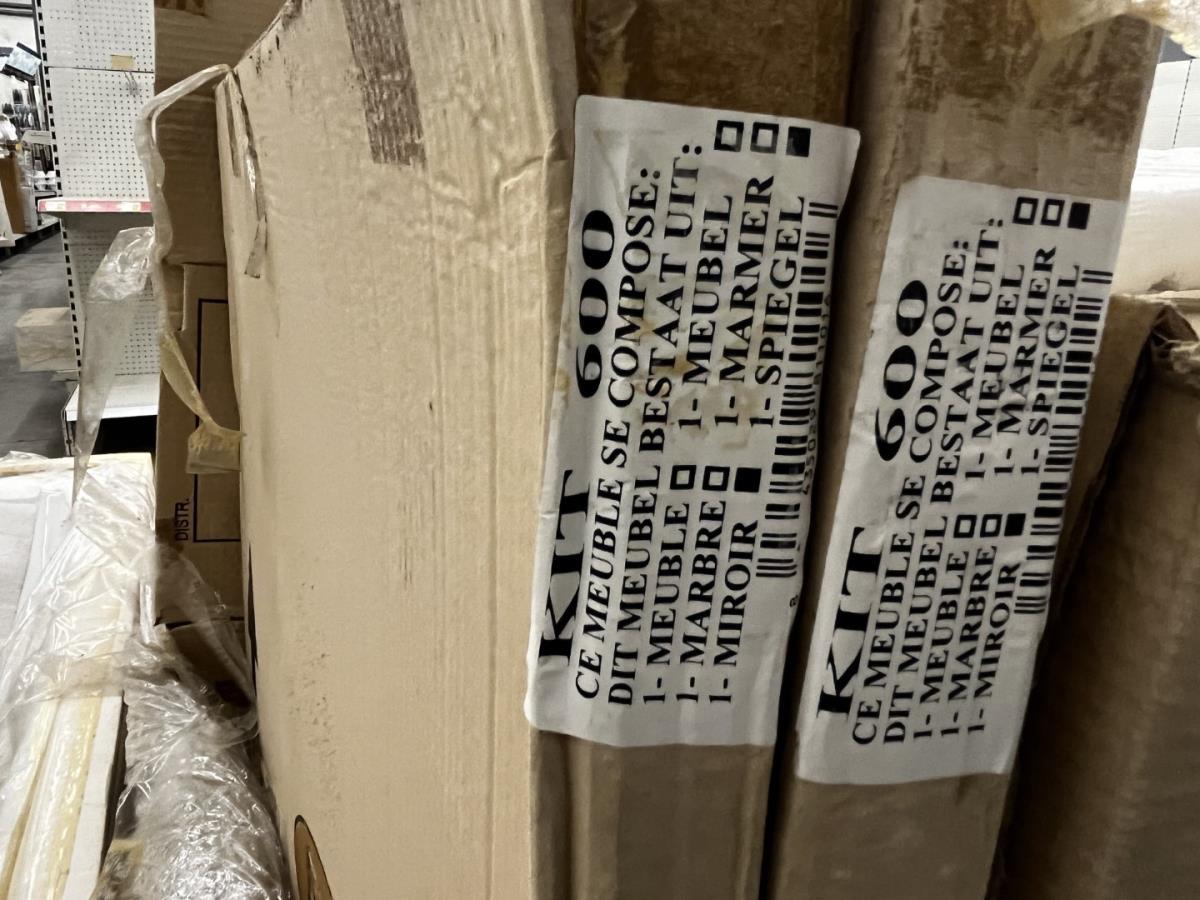 KIT 600
CE MEUBLE SE COMPOSE:
DIT MEUBEL BESTAAT UIT:
1- MEUBLE □ 1- MEUBEL □
1- MARBRE □ 1- MARMER □
1- MIROIR ■ 1- SPIEGEL ■
KIT 600
CE MEUBLE SE COMPOSE:
DIT MEUBEL BESTAAT UIT:
1- MEUBLE □ 1- MEUBEL □
1- MARBRE □ 1- MARMER □
1- MIROIR ■ 1- SPIEGEL ■
DISTR.